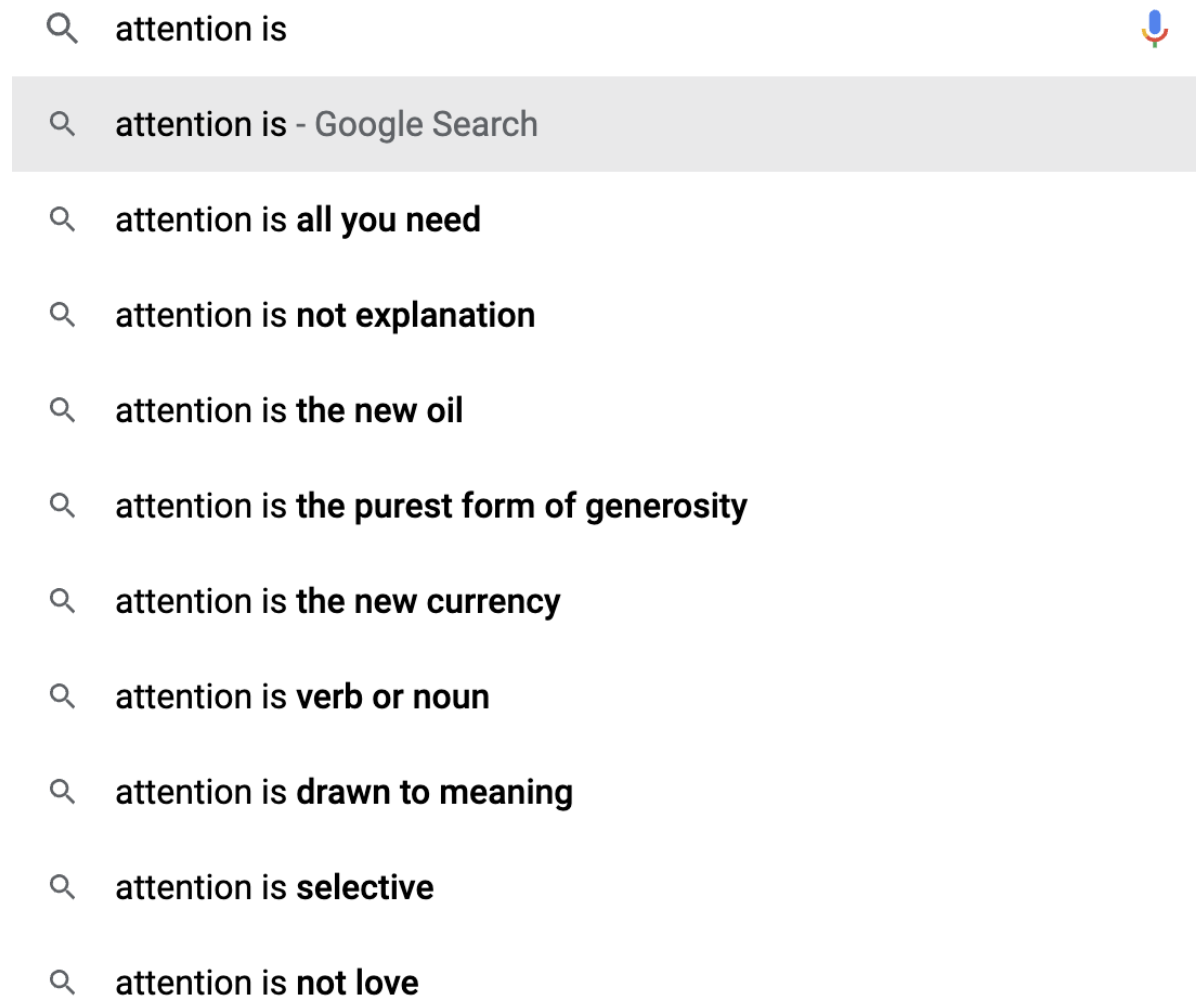 attention is
attention is - Google Search
attention is all you need
attention is not explanation
attention is the new oil
attention is the purest form of generosity
attention is the new currency
attention is verb or noun
attention is drawn to meaning
attention is selective
attention is not love